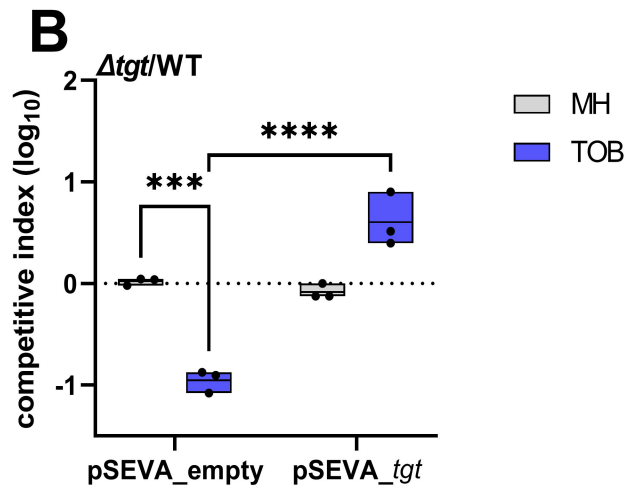 B
Δtgt/WT
competitive index (log₁₀)
2
1
0
-1
***
****
MH
TOB
pSEVA_empty
pSEVA_tgt